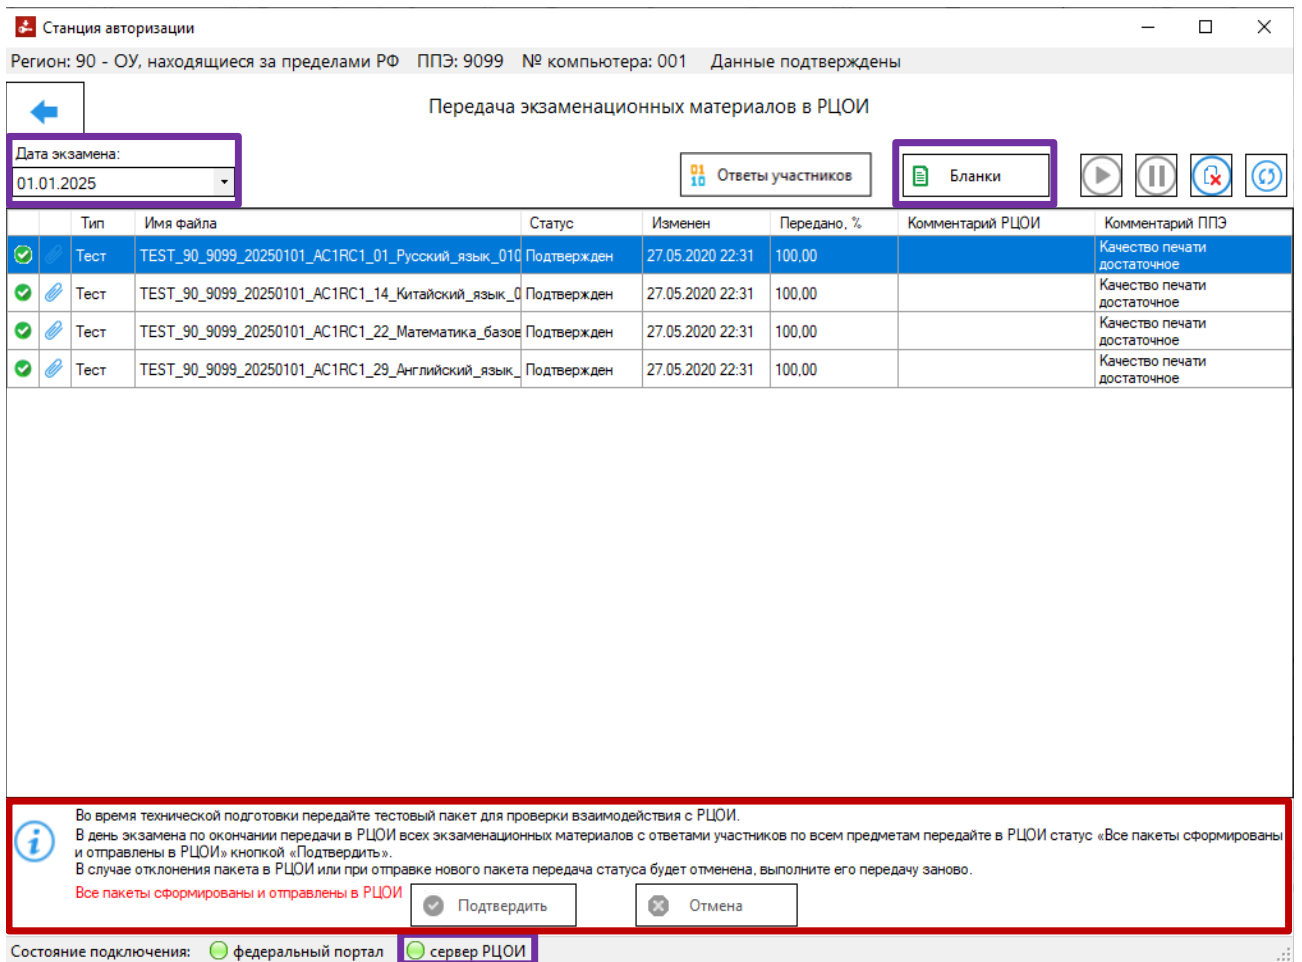 Станция авторизации
Регион: 90 - ОУ, находящиеся за пределами РФ ППЭ: 9099 № компьютера: 001 Данные подтверждены
Передача экзаменационных материалов в РЦОИ
Дата экзамена:
01.01.2025
Ответы участников
Бланки
Тип Имя файла Статус Изменен Передано, % Комментарий РЦОИ Комментарий ППЭ
Тест TEST_90_9099_20250101_AC1RC1_01_Русский_язык_010 Подтвержден 27.05.2020 22:31 100,00 Качество печати
достаточное
Тест TEST_90_9099_20250101_AC1RC1_14_Китайский_язык_0 Подтвержден 27.05.2020 22:31 100,00 Качество печати
достаточное
Тест TEST_90_9099_20250101_AC1RC1_22_Математика_базов Подтвержден 27.05.2020 22:31 100,00 Качество печати
достаточное
Тест TEST_90_9099_20250101_AC1RC1_29_Английский_язык_ Подтвержден 27.05.2020 22:31 100,00 Качество печати
достаточное
Во время технической подготовки передайте тестовый пакет для проверки взаимодействия с РЦОИ.
В день экзамена по окончании передачи в РЦОИ всех экзаменационных материалов с ответами участников по всем предметам передайте в РЦОИ статус «Все пакеты сформированы
и отправлены в РЦОИ» кнопкой «Подтвердить».
В случае отклонения пакета в РЦОИ или при отправке нового пакета передача статуса будет отменена, выполните его передачу заново.
Все пакеты сформированы и отправлены в РЦОИ
Подтвердить
Отмена
Состояние подключения: федеральный портал сервер РЦОИ